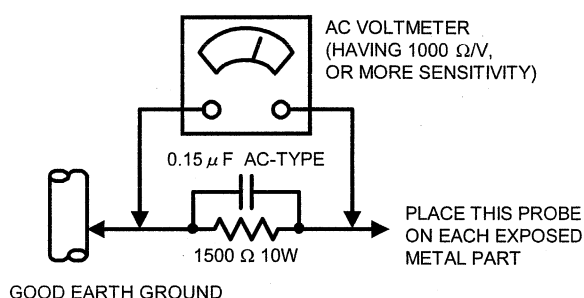 AC VOLTMETER
(HAVING 1000 Ω/V,
OR MORE SENSITIVITY)
0.15 μF AC-TYPE
1500 Ω 10W
PLACE THIS PROBE
ON EACH EXPOSED
METAL PART
GOOD EARTH GROUND